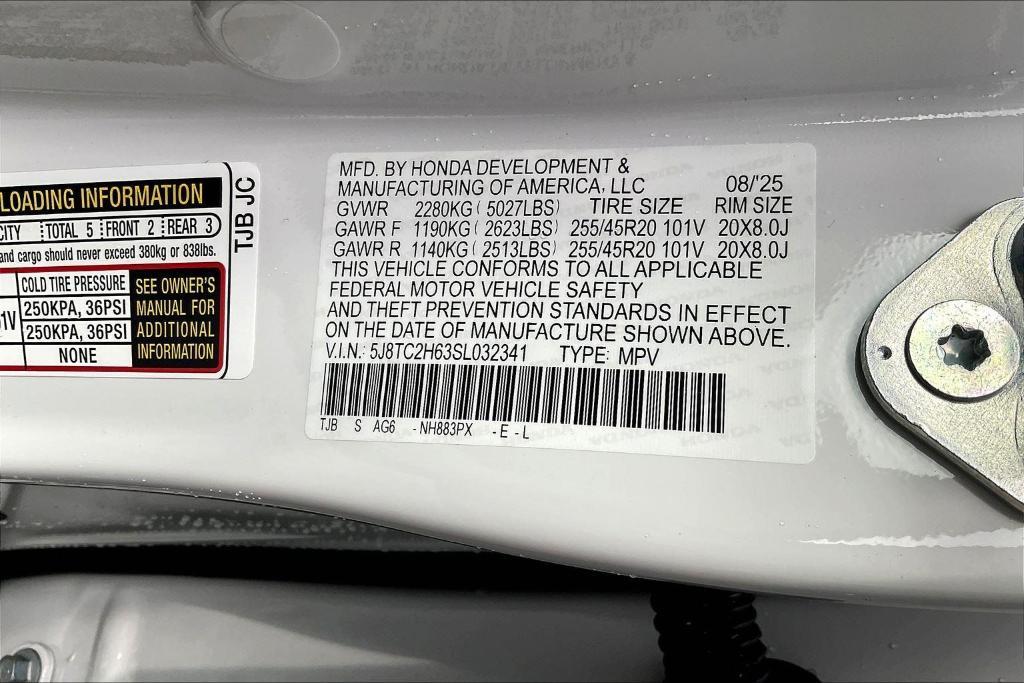 LOADING INFORMATION
TOTAL 5 FRONT 2 REAR 3
and cargo should never exceed 380kg or 838lbs.
COLD TIRE PRESSURE
250KPA, 36PSI
250KPA, 36PSI
NONE
SEE OWNER'S
MANUAL FOR
ADDITIONAL
INFORMATION
TJB JC
MFD. BY HONDA DEVELOPMENT &
MANUFACTURING OF AMERICA, LLC 08/'25
GVWR 2280KG ( 5027LBS) TIRE SIZE RIM SIZE
GAWR F 1190KG ( 2623LBS) 255/45R20 101V 20X8.0J
GAWR R 1140KG ( 2513LBS) 255/45R20 101V 20X8.0J
THIS VEHICLE CONFORMS TO ALL APPLICABLE
FEDERAL MOTOR VEHICLE SAFETY
AND THEFT PREVENTION STANDARDS IN EFFECT
ON THE DATE OF MANUFACTURE SHOWN ABOVE.
V.I.N.: 5J8TC2H63SL032341 TYPE: MPV
TJB S AG6 -NH883PX -E-L